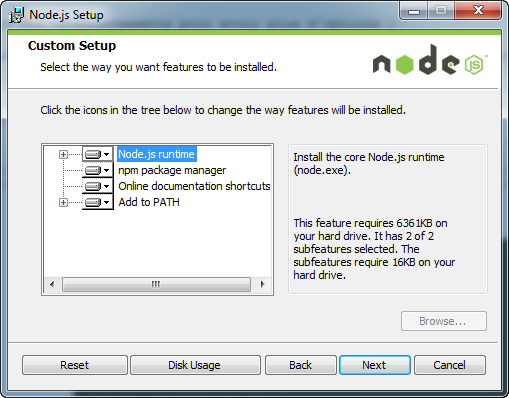 Node.js Setup
Custom Setup
Select the way you want features to be installed.
node JS
Click the icons in the tree below to change the way features will be installed.
Node.js runtime
npm package manager
Online documentation shortcuts
Add to PATH
Install the core Node.js runtime
(node.exe).
This feature requires 6361KB on
your hard drive. It has 2 of 2
subfeatures selected. The
subfeatures require 16KB on your
hard drive.
Browse...
Reset
Disk Usage
Back
Next
Cancel